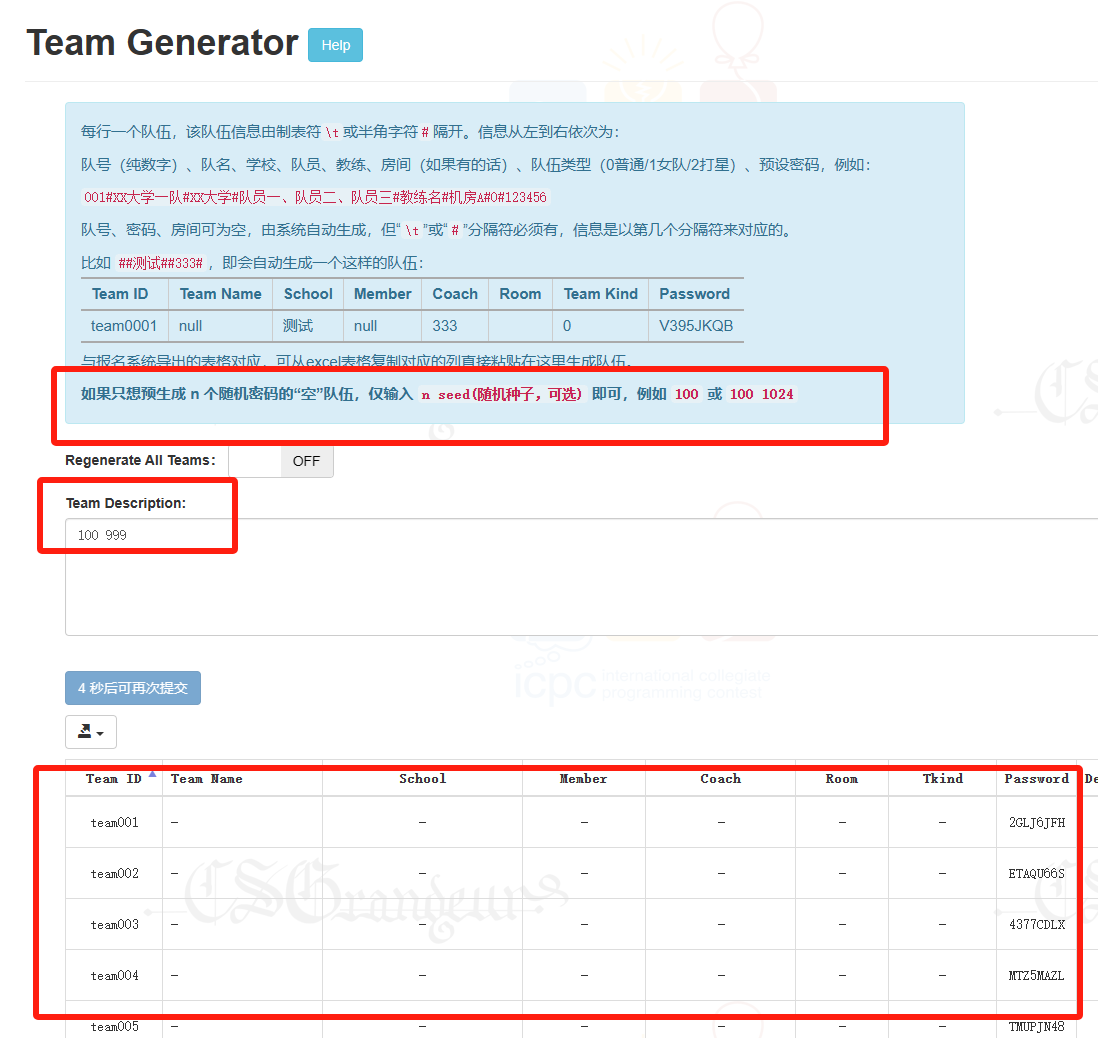 Team Generator Help
每行一个队伍，该队伍信息由制表符 \t 或半角字符 # 隔开。信息从左到右依次为：
队号（纯数字）、队名、学校、队员、教练、房间（如果有的话）、队伍类型（0普通/1女队/2打星）、预设密码，例如：
001#XX大学一队#XX大学#队员一、队员二、队员三#教练名#机房A#0#123456
队号、密码、房间可为空，由系统自动生成，但“ \t ”或“ # ”分隔符必须有，信息是以第几个分隔符来对应的。
比如 ##测试##333# ，即会自动生成一个这样的队伍：
Team ID Team Name School Member Coach Room Team Kind Password
team0001 null 测试 null 333 0 V395JKQB
与报名系统导出的表格对应，可从excel表格复制对应的列直接粘贴在这里生成队伍。
如果只想预生成 n 个随机密码的“空”队伍，仅输入 n seed(随机种子，可选) 即可，例如 100 或 100 1024
Regenerate All Teams: OFF
Team Description:
100 999
icpc international collegiate
programming contest
4 秒后可再次提交
Team ID Team Name School Member Coach Room Tkind Password De
team001 - - - - - - 2GLJ6JFH
team002 - - - - - - ETAQU66S
CSGrandeur
team003 - - - - - - 4377CDLX
team004 - - - - - - MTZ5MAZL
team005 - - - - - - TMUPJN48